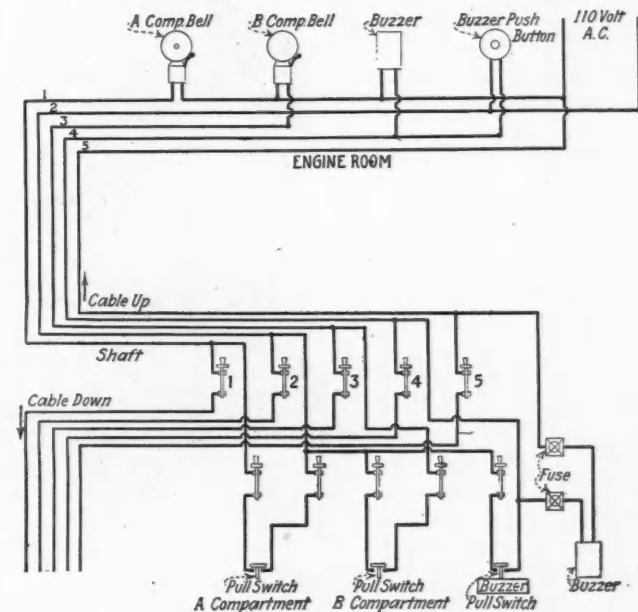 A Comp. Bell
B Comp. Bell
Buzzer
Buzzer Push
Button
110 Volt
A.C.
1
2
3
4
5
ENGINE ROOM
Cable Up
Shaft
1
2
3
4
5
Cable Down
Fuse
Pull Switch
A Compartment
Pull Switch
B Compartment
Buzzer
Pull Switch
Buzzer